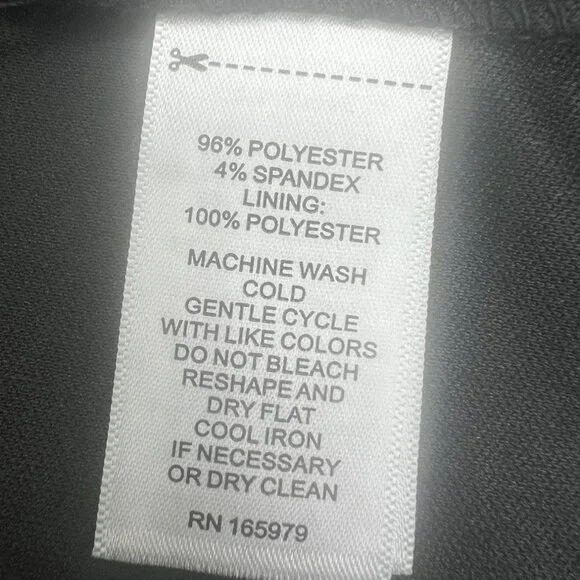 96% POLYESTER
4% SPANDEX
LINING:
100% POLYESTER
MACHINE WASH
COLD
GENTLE CYCLE
WITH LIKE COLORS
DO NOT BLEACH
RESHAPE AND
DRY FLAT
COOL IRON
IF NECESSARY
OR DRY CLEAN
RN 165979